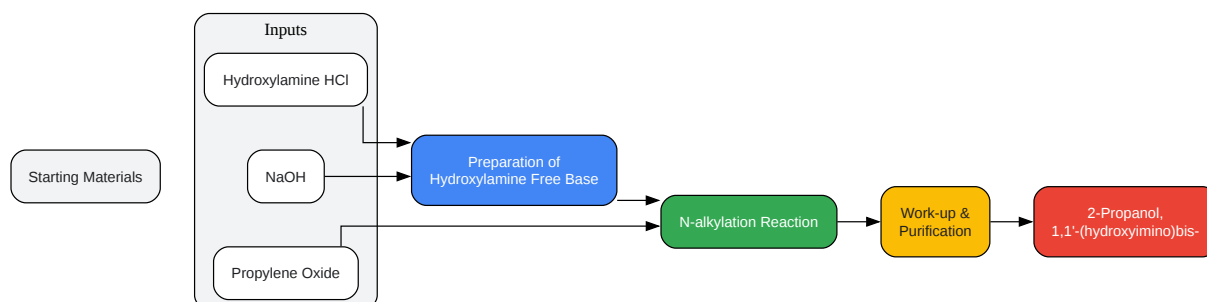 Inputs
Hydroxylamine HCl
Starting Materials
NaOH
Propylene Oxide
Preparation of
Hydroxylamine Free Base
N-alkylation Reaction
Work-up &
Purification
2-Propanol,
1,1'-(hydroxyimino)bis-